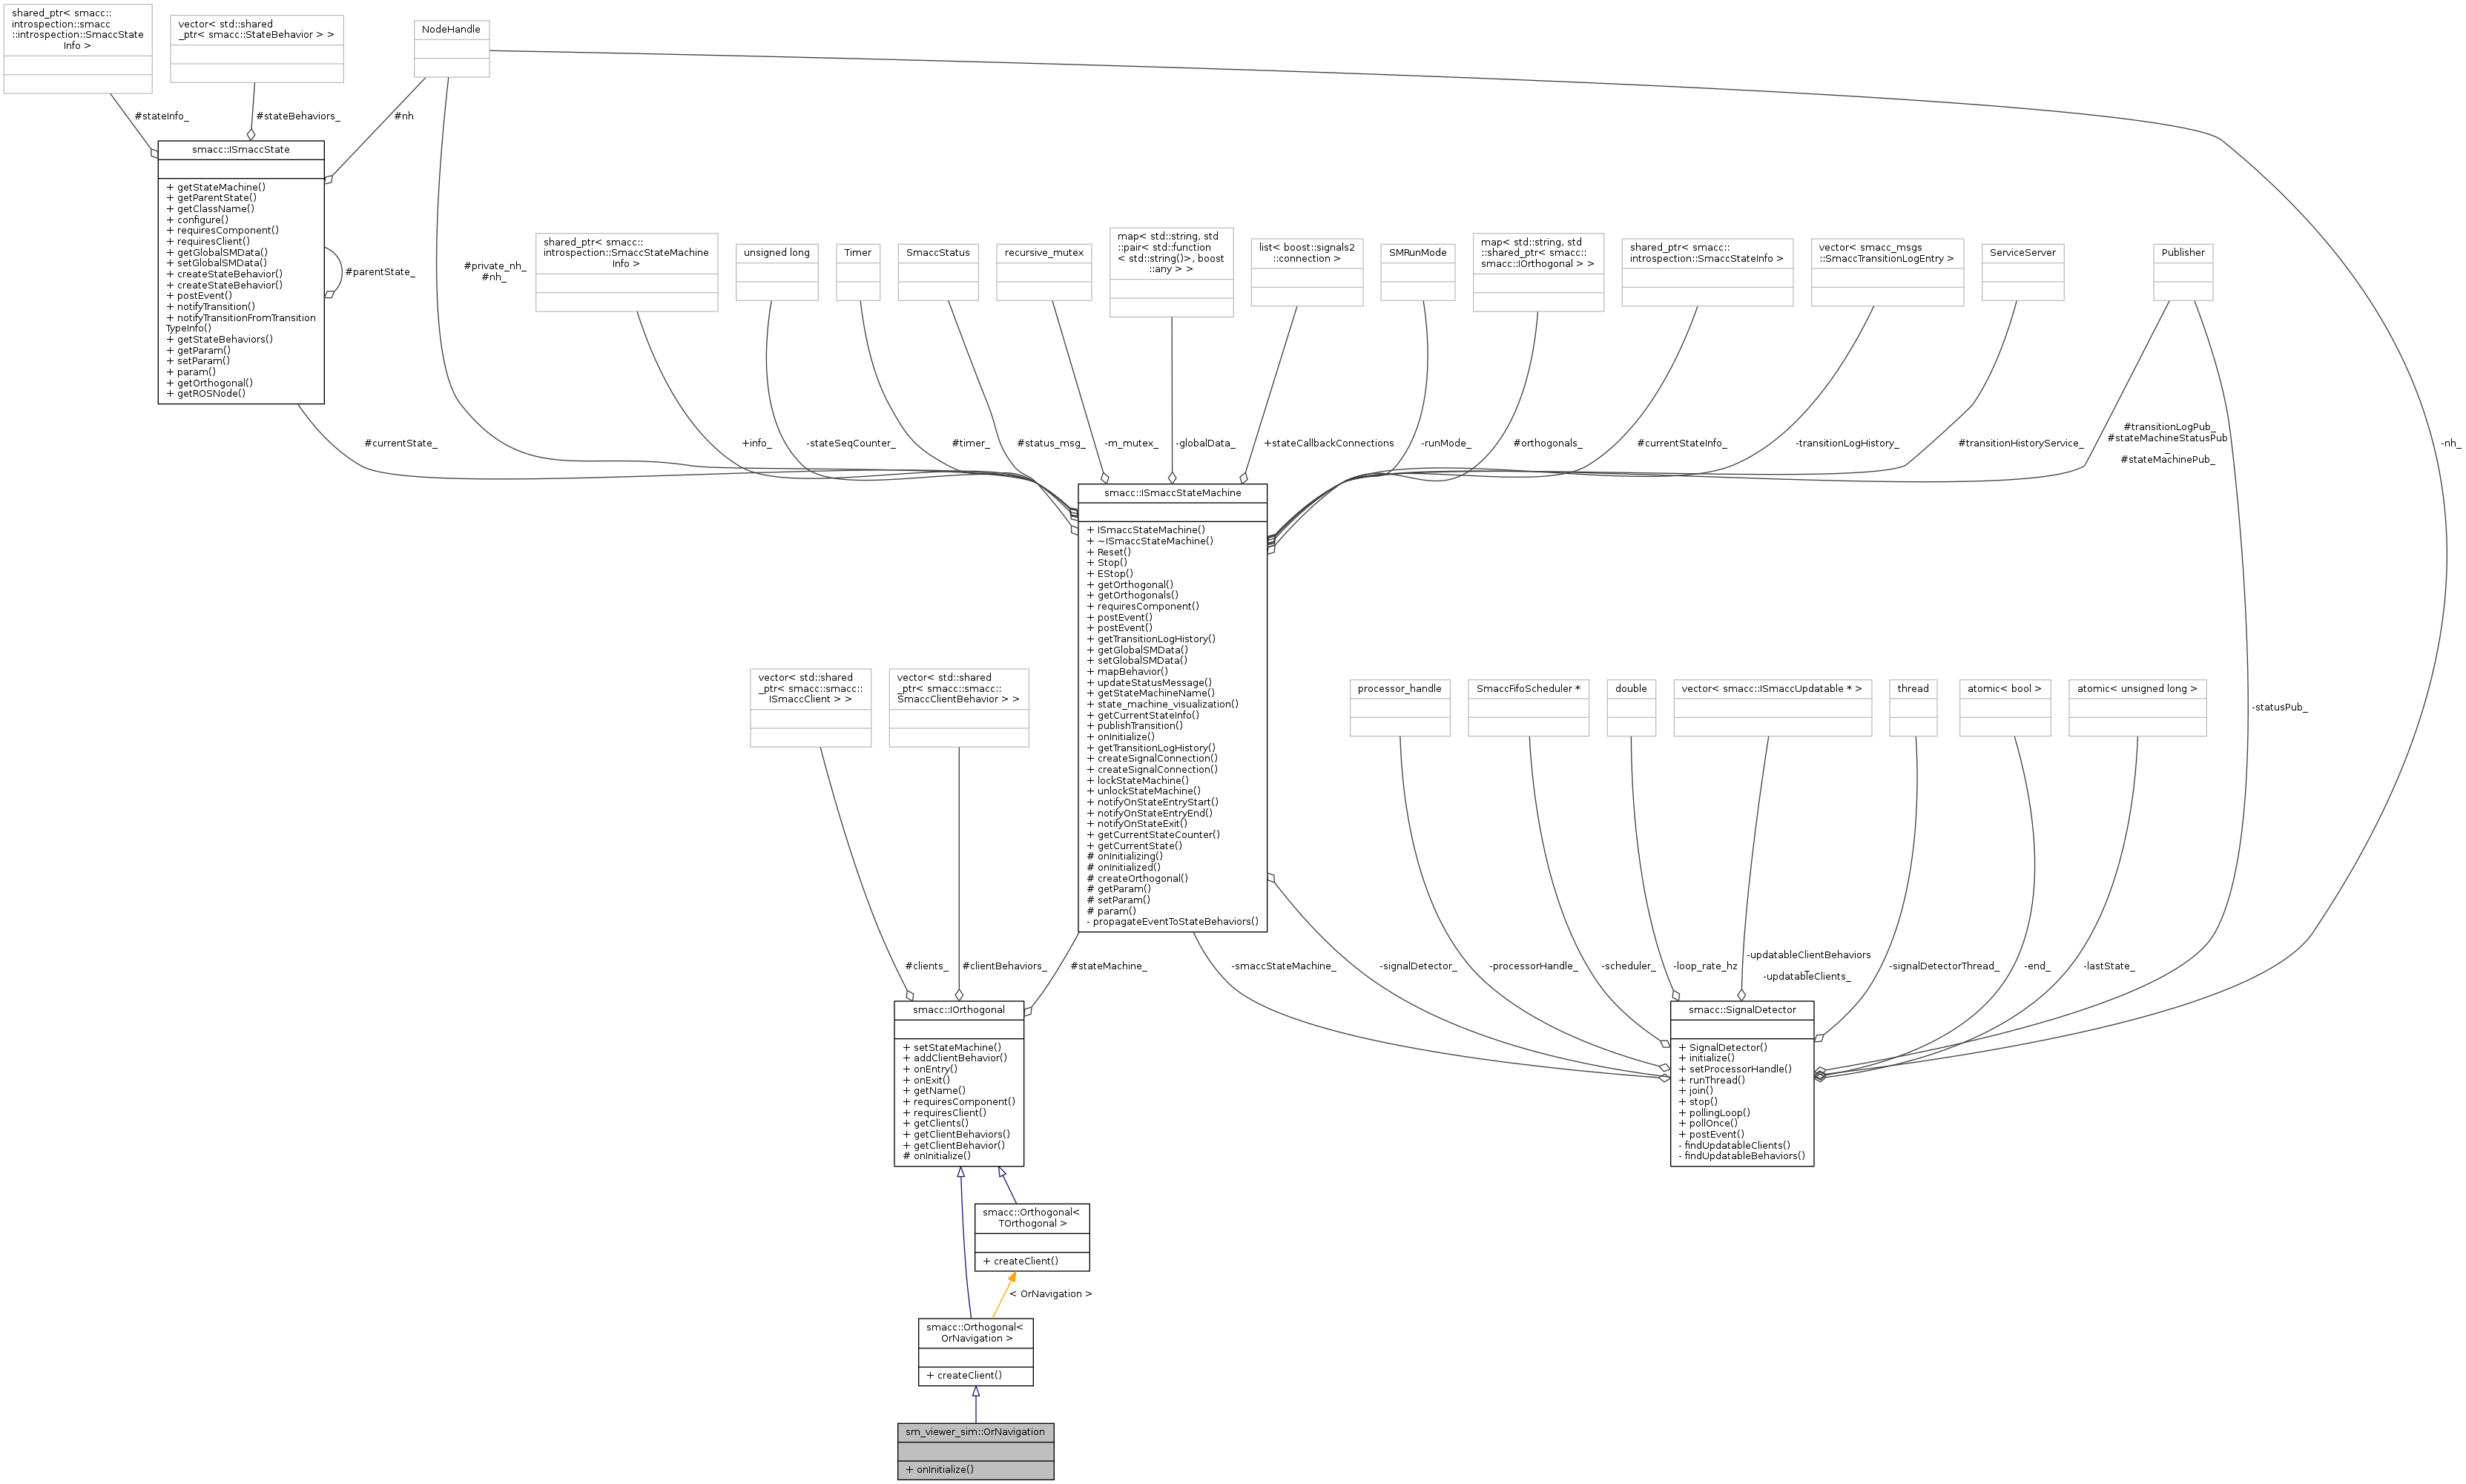 shared_ptr< smacc::
introspection::smacc
::introspection::SmaccState
Info >
vector< std::shared
_ptr< smacc::StateBehavior > >
NodeHandle
#stateInfo_
#stateBehaviors_
#nh
smacc::ISmaccState
+ getStateMachine()
+ getParentState()
+ getClassName()
+ configure()
+ requiresComponent()
+ requiresClient()
+ getGlobalSMData()
+ setGlobalSMData()
+ createStateBehavior()
+ createStateBehavior()
+ postEvent()
+ notifyTransition()
+ notifyTransitionFromTransition
TypeInfo()
+ getStateBehaviors()
+ getParam()
+ setParam()
+ param()
+ getOrthogonal()
+ getROSNode()
#parentState_
#private_nh_
#nh_
shared_ptr< smacc::
introspection::SmaccStateMachine
Info >
unsigned long
Timer
SmaccStatus
recursive_mutex
map< std::string, std
::pair< std::function
< std::string()>, boost
::any > >
list< boost::signals2
::connection >
SMRunMode
map< std::string, std
::shared_ptr< smacc::
smacc::IOrthogonal > >
shared_ptr< smacc::
introspection::SmaccStateInfo >
vector< smacc_msgs
::SmaccTransitionLogEntry >
ServiceServer
Publisher
#currentState_
+info_
-stateSeqCounter_
#timer_
#status_msg_
-m_mutex_
-globalData_
+stateCallbackConnections
-runMode_
#orthogonals_
#currentStateInfo_
-transitionLogHistory_
#transitionHistoryService_
#transitionLogPub_
#stateMachineStatusPub
_
#stateMachinePub_
-nh_
smacc::ISmaccStateMachine
+ ISmaccStateMachine()
+ ~ISmaccStateMachine()
+ Reset()
+ Stop()
+ EStop()
+ getOrthogonal()
+ getOrthogonals()
+ requiresComponent()
+ postEvent()
+ postEvent()
+ getTransitionLogHistory()
+ getGlobalSMData()
+ setGlobalSMData()
+ mapBehavior()
+ updateStatusMessage()
+ getStateMachineName()
+ state_machine_visualization()
+ getCurrentStateInfo()
+ publishTransition()
+ onInitialize()
+ getTransitionLogHistory()
+ createSignalConnection()
+ createSignalConnection()
+ lockStateMachine()
+ unlockStateMachine()
+ notifyOnStateEntryStart()
+ notifyOnStateEntryEnd()
+ notifyOnStateExit()
+ getCurrentStateCounter()
+ getCurrentState()
# onInitializing()
# onInitialized()
# createOrthogonal()
# getParam()
# setParam()
# param()
- propagateEventToStateBehaviors()
vector< std::shared
_ptr< smacc::smacc::
ISmaccClient > >
vector< std::shared
_ptr< smacc::smacc::
SmaccClientBehavior > >
processor_handle
SmaccFifoScheduler *
double
vector< smacc::ISmaccUpdatable * >
thread
atomic< bool >
atomic< unsigned long >
-statusPub_
#clients_
#clientBehaviors_
#stateMachine_
-smaccStateMachine_
-signalDetector_
-processorHandle_
-scheduler_
-loop_rate_hz
-updatableClientBehaviors
_
-updatableClients_
-signalDetectorThread_
-end_
-lastState_
smacc::IOrthogonal
+ setStateMachine()
+ addClientBehavior()
+ onEntry()
+ onExit()
+ getName()
+ requiresComponent()
+ requiresClient()
+ getClients()
+ getClientBehaviors()
+ getClientBehavior()
# onInitialize()
smacc::SignalDetector
+ SignalDetector()
+ initialize()
+ setProcessorHandle()
+ runThread()
+ join()
+ stop()
+ pollingLoop()
+ pollOnce()
+ postEvent()
- findUpdatableClients()
- findUpdatableBehaviors()
smacc::Orthogonal<
TOrthogonal >
+ createClient()
< OrNavigation >
smacc::Orthogonal<
OrNavigation >
+ createClient()
sm_viewer_sim::OrNavigation
+ onInitialize()